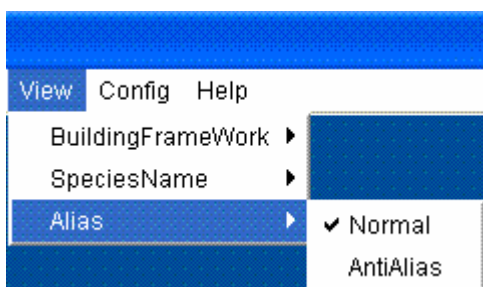 View Config Help
BuildingFrameWork
SpeciesName
Alias
Normal
AntiAlias